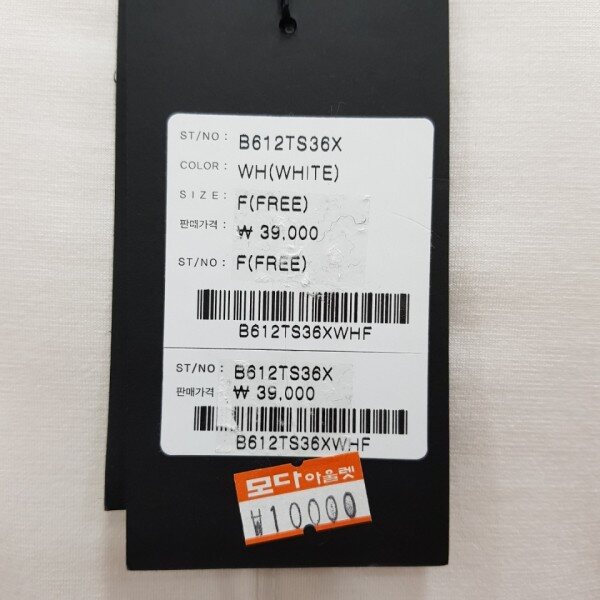 ST/NO : B612TS36X
COLOR : WH(WHITE)
SIZE : F(FREE)
판매가격 : ₩ 39,000
ST/NO : F(FREE)
B612TS36XWHF
ST/NO : B612TS36X
판매가격 ₩ 39,000
B612TS36XWHF
모다아울렛
₩10000